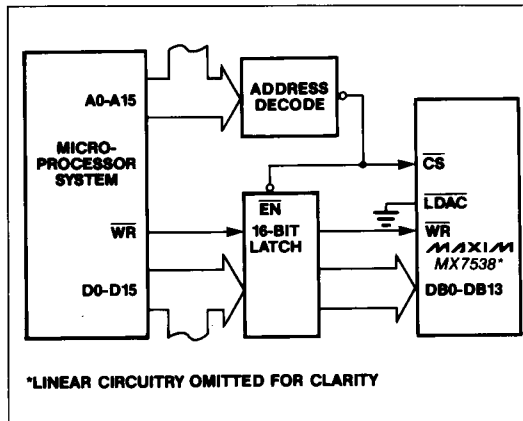 A0-A15
MICRO-
PROCESSOR
SYSTEM
WR
D0-D15
ADDRESS
DECODE
EN
16-BIT
LATCH
CS
LDAC
WR
MAXIM
MX7538*
DB0-DB13
*LINEAR CIRCUITRY OMITTED FOR CLARITY